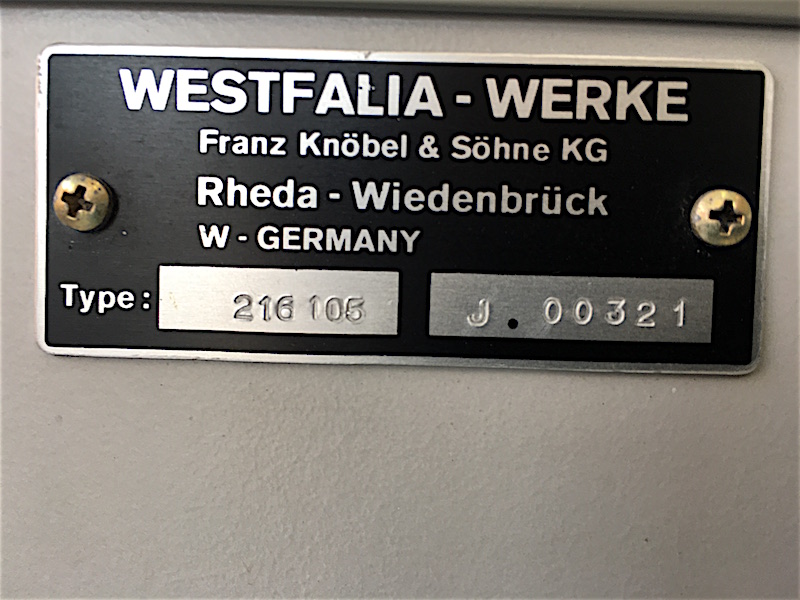 WESTFALIA - WERKE
Franz Knöbel & Söhne KG
Rheda - Wiedenbrück
W - GERMANY
Type: 216 105 J. 00321